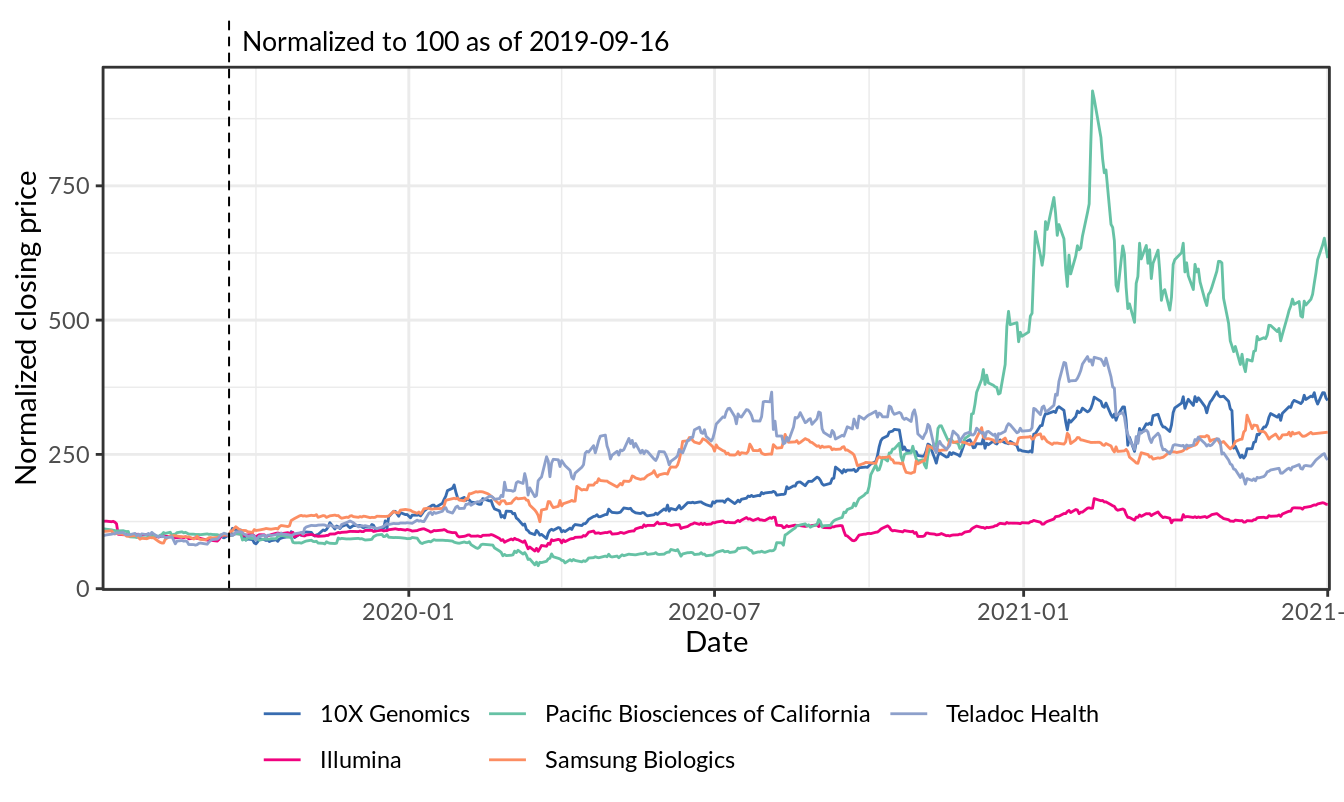 Normalized to 100 as of 2019-09-16
Normalized closing price
750
500
250
0
2020-01 2020-07 2021-01 2021-
Date
10X Genomics Pacific Biosciences of California Teladoc Health
Illumina Samsung Biologics